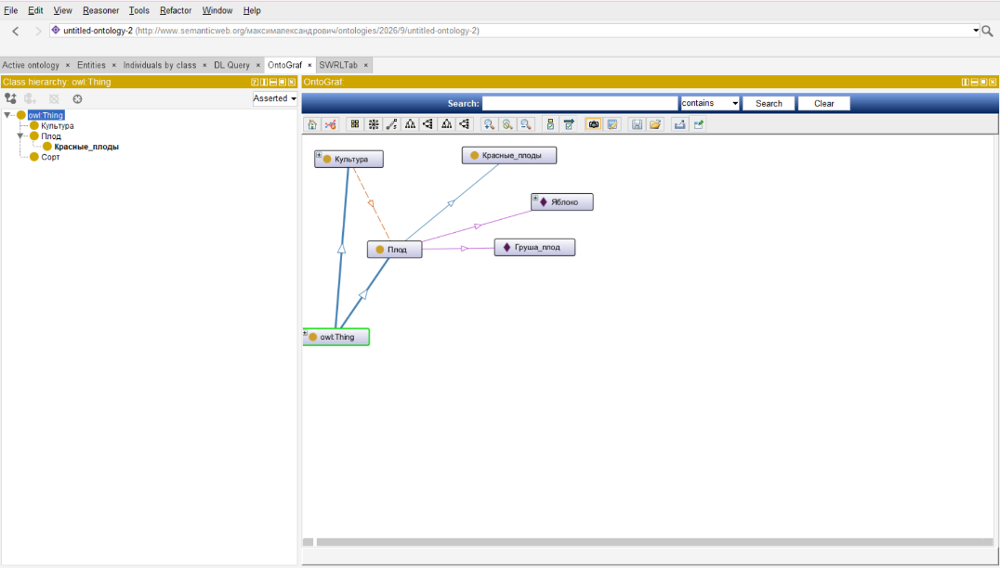 File Edit View Reasoner Tools Refactor Window Help
untitled-ontology-2 (http://www.semanticweb.org/максимапександрович/ontologies/2026/9/untitled-ontology-2)
Active ontology × Entities × Individuals by class × DL Query × OntoGraf × SWRLTab ×
Class hierarchy: owl:Thing
OntoGraf
Asserted
Search: contains Search Clear
owl:Thing
Культура
Плод
Красные_плоды
Сорт
Культура
Красные_плоды
Яблоко
Плод
Груша_плод
owl:Thing